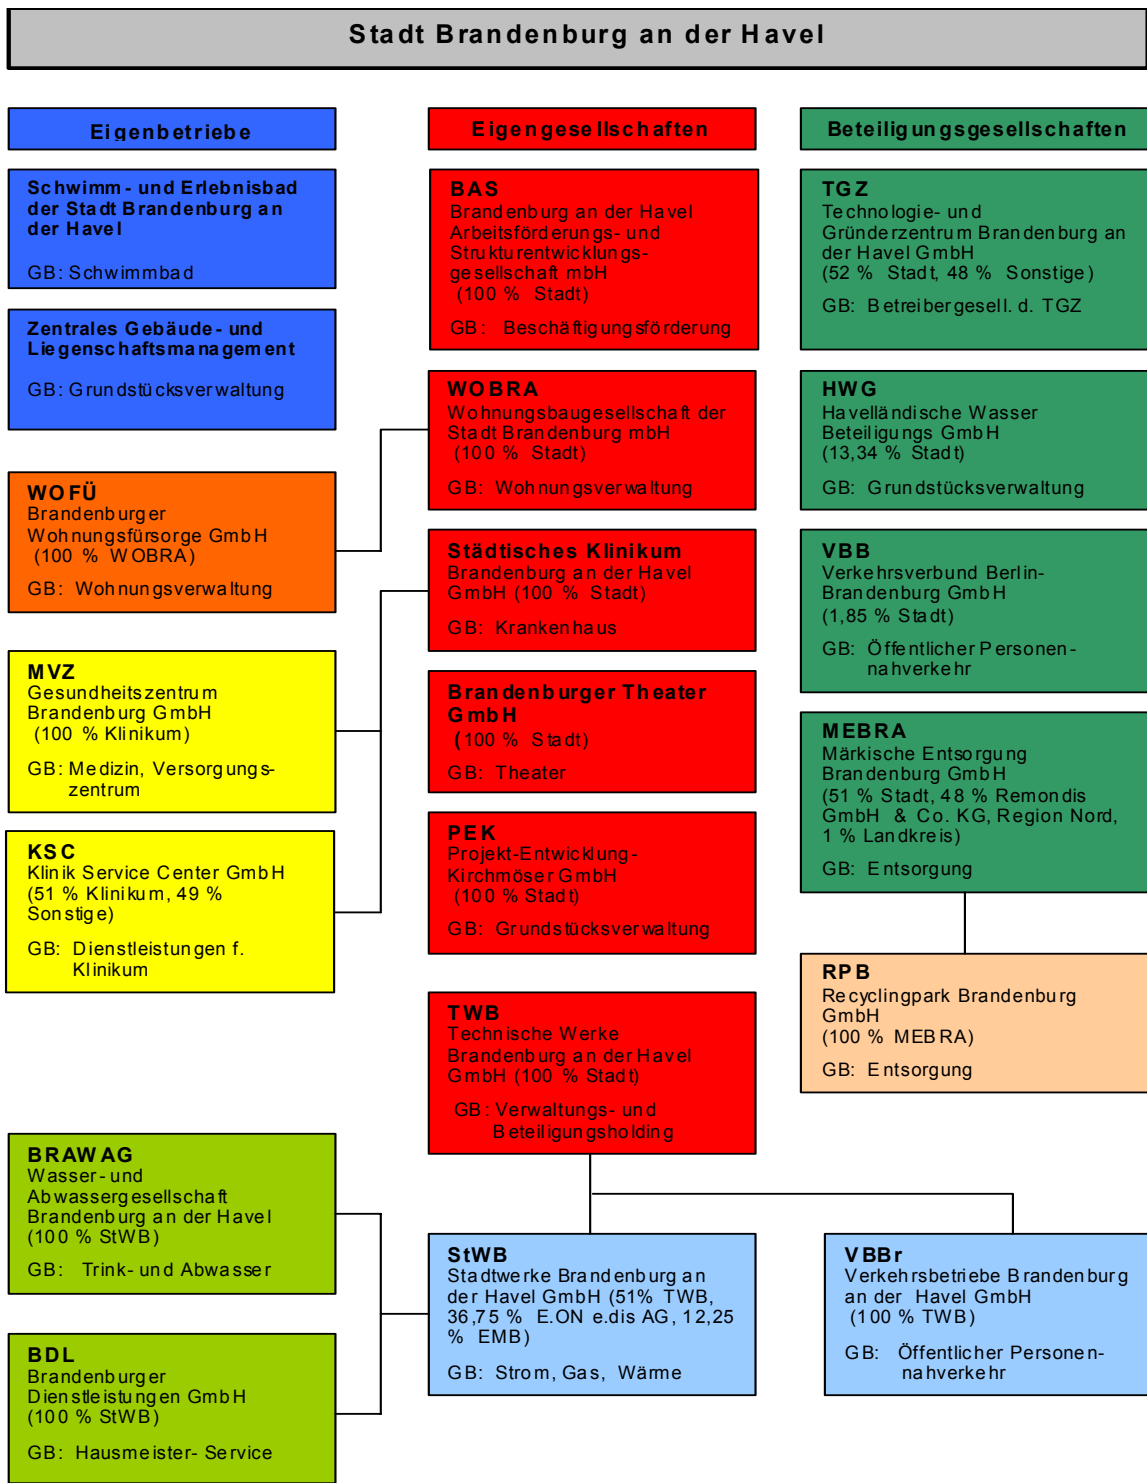 Stadt Brandenburg an der Havel
Eigenbetriebe
Schwimm- und Erlebnisbad
der Stadt Brandenburg an
der Havel
GB: Schwimmbad
Zentrales Gebäude- und
Liegenschaftsmanagement
GB: Grundstücksverwaltung
WOFÜ
Brandenburger
Wohnungsfürsorge GmbH
(100 % WOBRA)
GB: Wohnungsverwaltung
MVZ
Gesundheitszentrum
Brandenburg GmbH
(100 % Klinikum)
GB: Medizin, Versorgungs-
zentrum
KSC
Klinik Service Center GmbH
(51 % Klinikum, 49 %
Sonstige)
GB: Dienstleistungen f.
Klinikum
BRAWAG
Wasser- und
Abwassergesellschaft
Brandenburg an der Havel
(100 % StWB)
GB: Trink- und Abwasser
BDL
Brandenburger
Dienstleistungen GmbH
(100 % StWB)
GB: Hausmeister- Service
Eigengesellschaften
BAS
Brandenburg an der Havel
Arbeitsförderungs- und
Strukturentwicklungs-
gesellschaft mbH
(100 % Stadt)
GB: Beschäftigungsförderung
WOBRA
Wohnungsbaugesellschaft der
Stadt Brandenburg mbH
(100 % Stadt)
GB: Wohnungsverwaltung
Städtisches Klinikum
Brandenburg an der Havel
GmbH (100 % Stadt)
GB: Krankenhaus
Brandenburger Theater
GmbH
(100 % Stadt)
GB: Theater
PEK
Projekt-Entwicklung-
Kirchmöser GmbH
(100 % Stadt)
GB: Grundstücksverwaltung
TWB
Technische Werke
Brandenburg an der Havel
GmbH (100 % Stadt)
GB: Verwaltungs- und
Beteiligungsholding
StWB
Stadtwerke Brandenburg an
der Havel GmbH (51% TWB,
36,75 % E.ON e.dis AG, 12,25
% EMB)
GB: Strom, Gas, Wärme
Beteiligungsgesellschaften
TGZ
Technologie- und
Gründerzentrum Brandenburg an
der Havel GmbH
(52 % Stadt, 48 % Sonstige)
GB: Betreibergesell. d. TGZ
HWG
Havelländische Wasser
Beteiligungs GmbH
(13,34 % Stadt)
GB: Grundstücksverwaltung
VBB
Verkehrsverbund Berlin-
Brandenburg GmbH
(1,85 % Stadt)
GB: Öffentlicher Personen-
nahverkehr
MEBRA
Märkische Entsorgung
Brandenburg GmbH
(51 % Stadt, 48 % Remondis
GmbH & Co. KG, Region Nord,
1 % Landkreis)
GB: Entsorgung
RPB
Recyclingpark Brandenburg
GmbH
(100 % MEBRA)
GB: Entsorgung
VBBr
Verkehrsbetriebe Brandenburg
an der Havel GmbH
(100 % TWB)
GB: Öffentlicher Personen-
nahverkehr